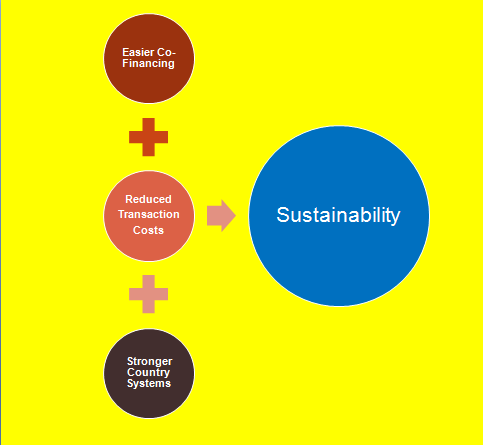 Easier Co-
Financing
Reduced
Transaction
Costs
Sustainability
Stronger
Country
Systems